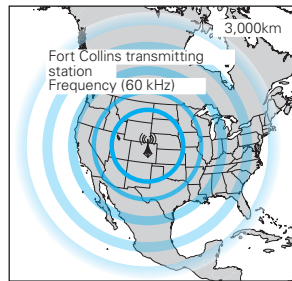 3,000km
Fort Collins transmitting
station
Frequency (60 kHz)